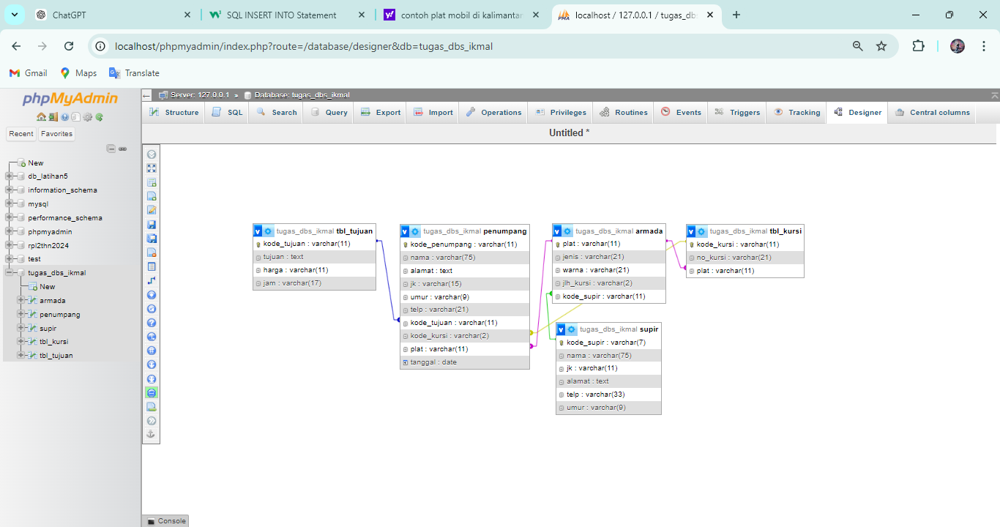 ChatGPT
SQL INSERT INTO Statement
contoh plat mobil di kalimantan
localhost / 127.0.0.1 / tugas_dbs
localhost/phpmyadmin/index.php?route=/database/designer&db=tugas_dbs_ikmal
Gmail
Maps
Translate
phpMyAdmin
Recent
Favorites
New
db_latihan5
information_schema
mysql
performance_schema
phpmyadmin
rpl2thn2024
test
tugas_dbs_ikmal
New
armada
penumpang
supir
tbl_kursi
tbl_tujuan
Server: 127.0.0.1 » Database: tugas_dbs_ikmal
Structure
SQL
Search
Query
Export
Import
Operations
Privileges
Routines
Events
Triggers
Tracking
Designer
Central columns
Untitled *
v tugas_dbs_ikmal tbl_tujuan
kode_tujuan : varchar(11)
tujuan : text
harga : varchar(11)
jam : varchar(17)
v tugas_dbs_ikmal penumpang
kode_penumpang : varchar(11)
nama : varchar(75)
alamat : text
jk : varchar(15)
umur : varchar(9)
telp : varchar(21)
kode_tujuan : varchar(11)
kode_kursi : varchar(2)
plat : varchar(11)
tanggal : date
v tugas_dbs_ikmal armada
plat : varchar(11)
jenis : varchar(21)
warna : varchar(21)
jlh_kursi : varchar(2)
kode_supir : varchar(11)
v tugas_dbs_ikmal tbl_kursi
kode_kursi : varchar(11)
no_kursi : varchar(21)
plat : varchar(11)
v tugas_dbs_ikmal supir
kode_supir : varchar(7)
nama : varchar(75)
jk : varchar(11)
alamat : text
telp : varchar(33)
umur : varchar(9)
Console